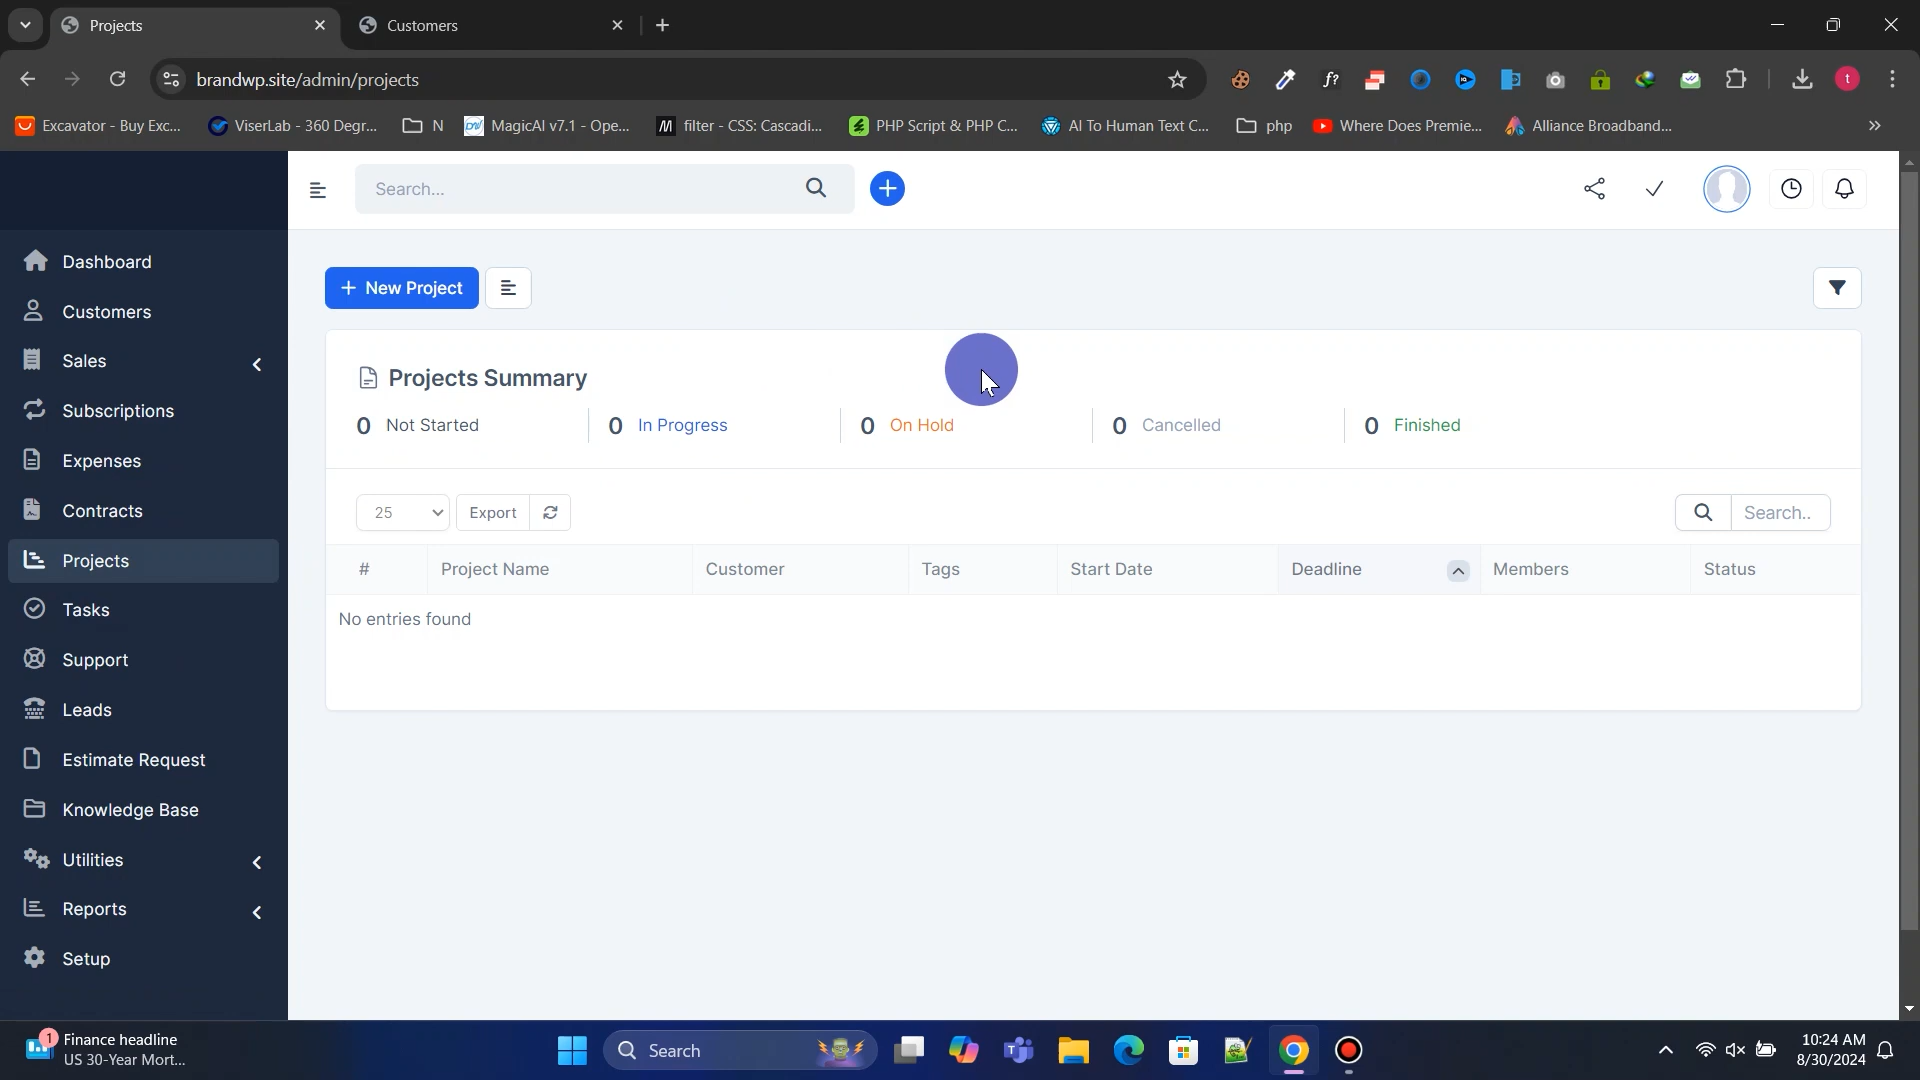 Projects
Customers
brandwp.site/admin/projects
f?
t
Excavator - Buy Exc...
ViserLab - 360 Degr...
N
MagicAI v7.1 - Ope...
filter - CSS: Cascadi...
PHP Script & PHP C...
AI To Human Text C...
php
Where Does Premie...
Alliance Broadband...
Search...
Dashboard
Customers
Sales
Subscriptions
Expenses
Contracts
Projects
Tasks
Support
Leads
Estimate Request
Knowledge Base
Utilities
Reports
Setup
+ New Project
Projects Summary
0 Not Started
0 In Progress
0 On Hold
0 Cancelled
0 Finished
25
Export
Search..
# Project Name Customer Tags Start Date Deadline Members Status
No entries found
1
Finance headline
US 30-Year Mort...
Search
10:24 AM
8/30/2024